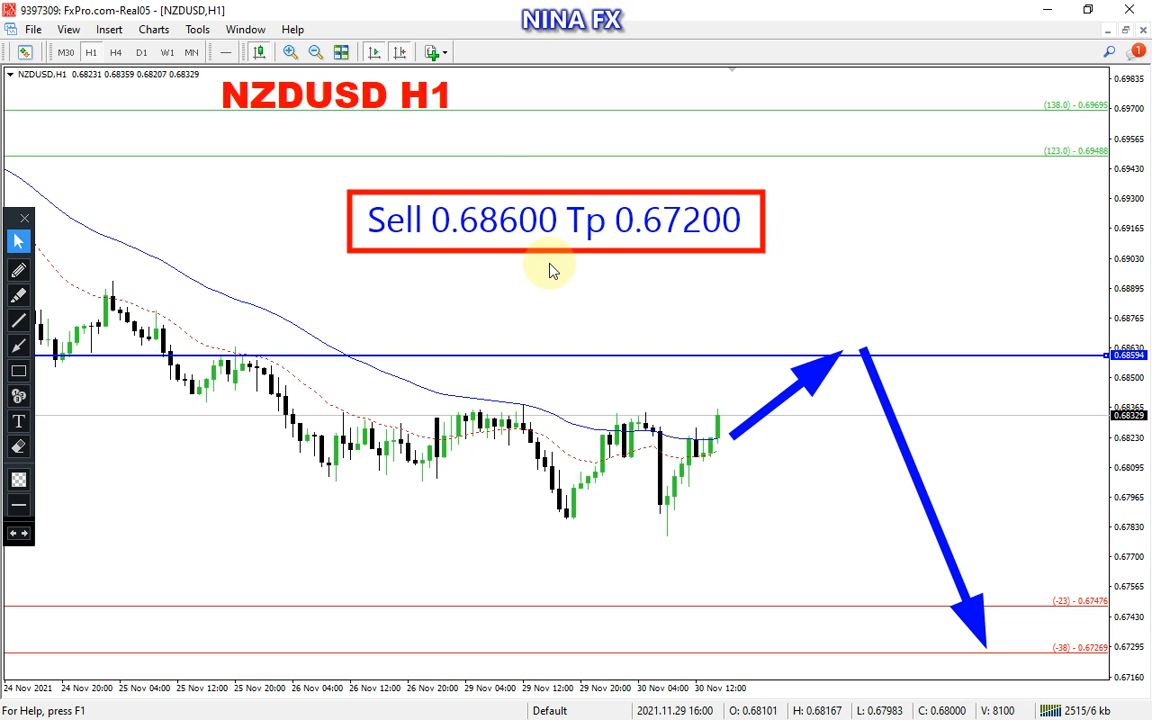 9397309: FxPro.com-Real05 - [NZDUSD,H1]
NINA FX
File View Insert Charts Tools Window Help
M30 H1 H4 D1 W1 MN
1
NZDUSD,H1 0.68231 0.68359 0.68207 0.68329
NZDUSD H1
0.69835
(138.0) - 0.69695
0.69700
0.69565
(123.0) - 0.69488
0.69430
0.69300
Sell 0.68600 Tp 0.67200
0.69165
0.69030
0.68895
0.68765
0.68630
0.68594
0.68500
0.68365
0.68329
0.68230
0.68095
0.67965
0.67830
0.67700
0.67565
(-23) - 0.67476
0.67430
(-38) - 0.67269
0.67295
0.67160
T
24 Nov 2021 24 Nov 20:00 25 Nov 04:00 25 Nov 12:00 25 Nov 20:00 26 Nov 04:00 26 Nov 12:00 26 Nov 20:00 29 Nov 04:00 29 Nov 12:00 29 Nov 20:00 30 Nov 04:00 30 Nov 12:00
For Help, press F1 Default 2021.11.29 16:00 O: 0.68101 H: 0.68167 L: 0.67983 C: 0.68000 V: 8100 2515/6 kb